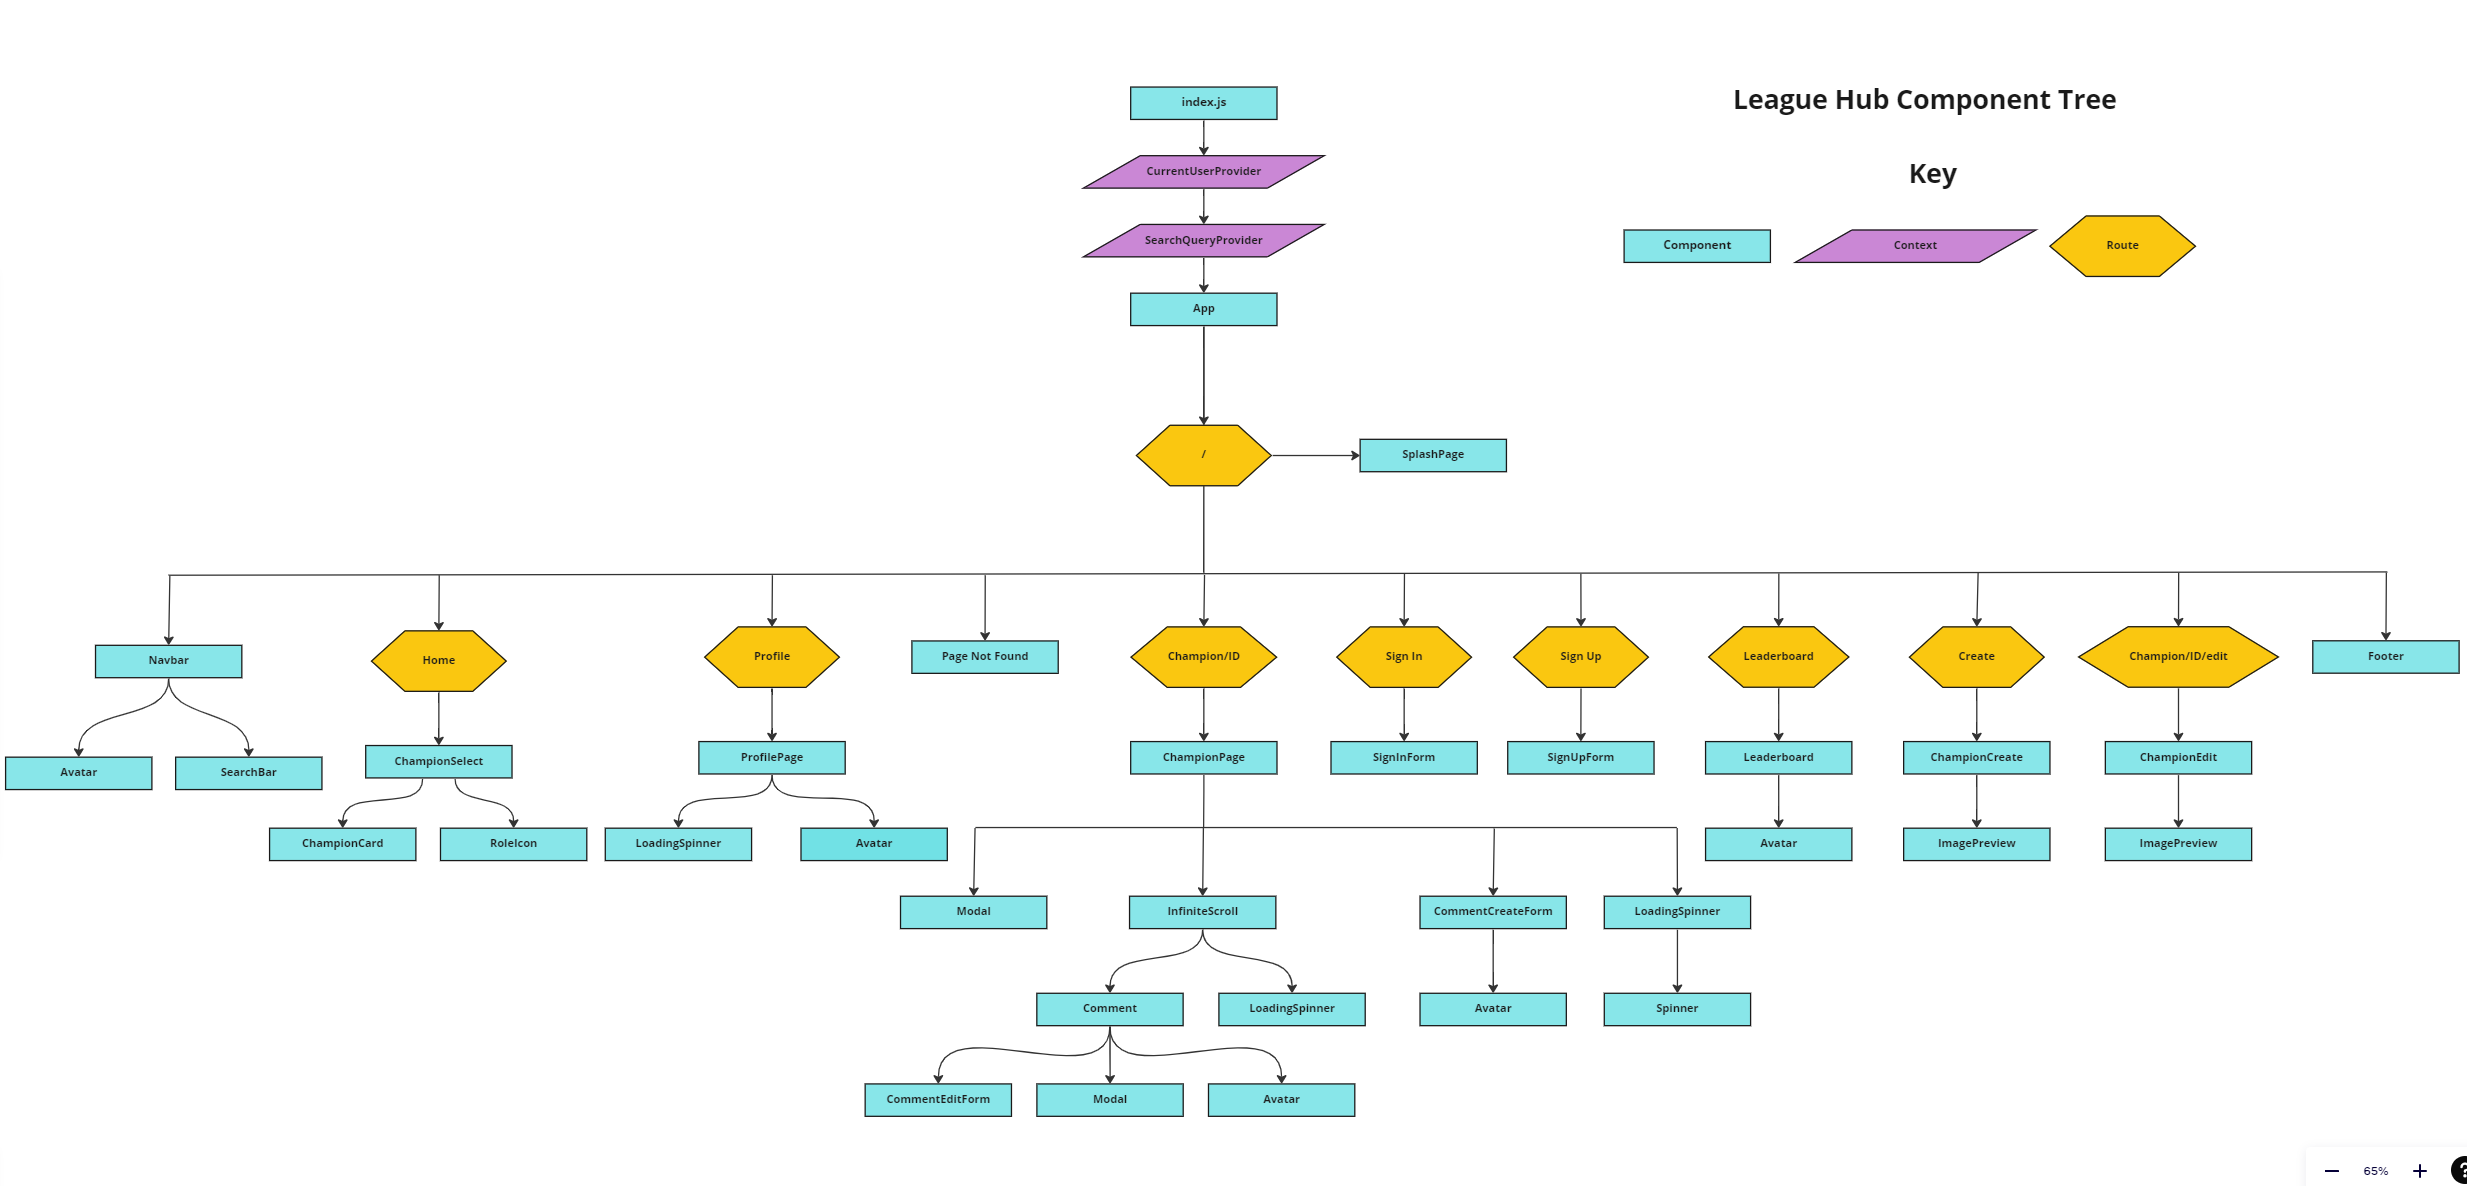 League Hub Component Tree
Key
Component
Context
Route
index.js
CurrentUserProvider
SearchQueryProvider
App
/
SplashPage
Navbar
Home
Profile
Page Not Found
Champion/ID
Sign In
Sign Up
Leaderboard
Create
Champion/ID/edit
Footer
Avatar
SearchBar
ChampionSelect
ProfilePage
ChampionPage
SignInForm
SignUpForm
Leaderboard
ChampionCreate
ChampionEdit
ChampionCard
RoleIcon
LoadingSpinner
Avatar
Avatar
ImagePreview
ImagePreview
Modal
InfiniteScroll
CommentCreateForm
LoadingSpinner
Comment
LoadingSpinner
Avatar
Spinner
CommentEditForm
Modal
Avatar
65%
?